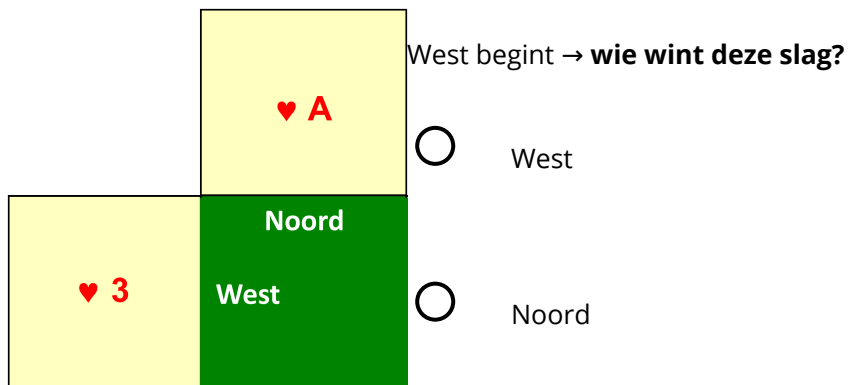 West begint → wie wint deze slag?
♥ A
West
Noord
West
♥ 3
Noord